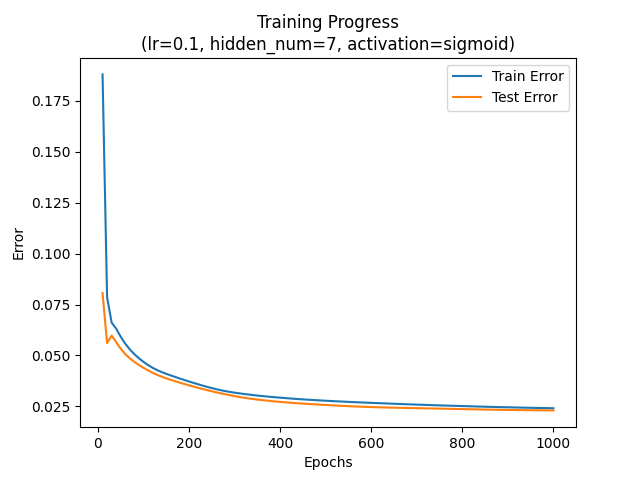 Training Progress
(lr=0.1, hidden_num=7, activation=sigmoid)
Train Error
Test Error
0.175
0.150
0.125
0.100
0.075
0.050
0.025
Error
0 200 400 600 800 1000
Epochs